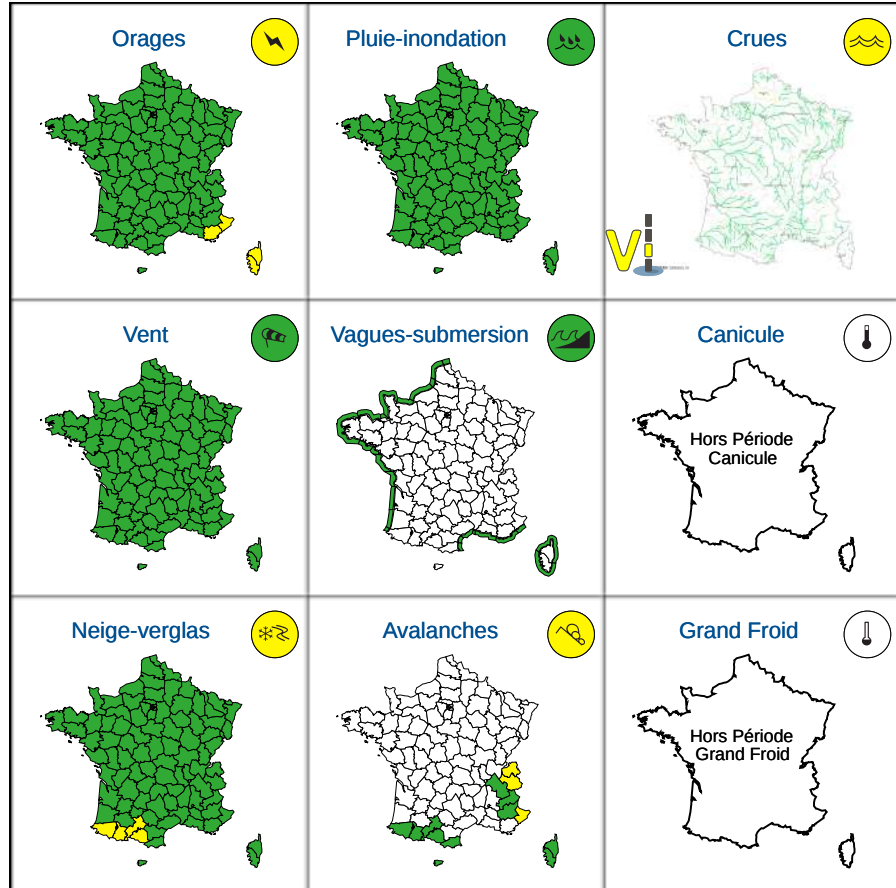 Orages
Pluie-inondation
Crues
Vi
Vent
Vagues-submersion
Canicule
Hors Période
Canicule
Neige-verglas
Avalanches
Grand Froid
Hors Période
Grand Froid